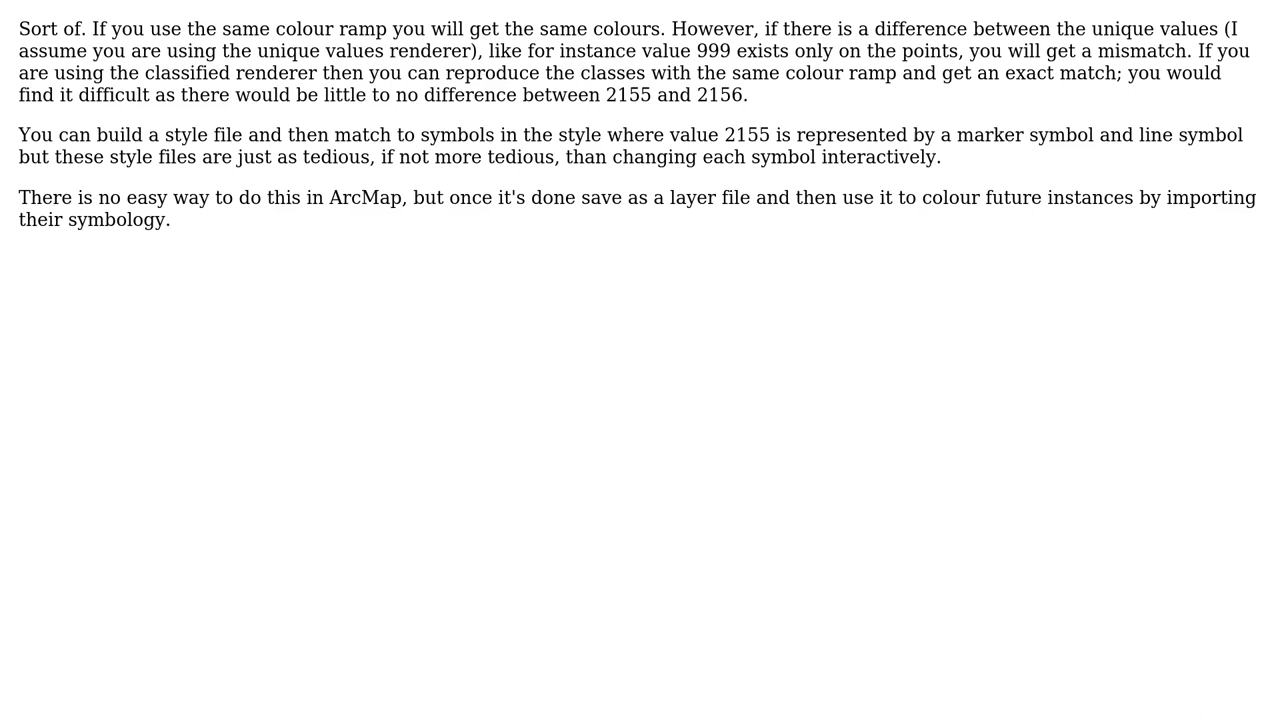 Sort of. If you use the same colour ramp you will get the same colours. However, if there is a difference between the unique values (I
assume you are using the unique values renderer), like for instance value 999 exists only on the points, you will get a mismatch. If you
are using the classified renderer then you can reproduce the classes with the same colour ramp and get an exact match; you would
find it difficult as there would be little to no difference between 2155 and 2156.
You can build a style file and then match to symbols in the style where value 2155 is represented by a marker symbol and line symbol
but these style files are just as tedious, if not more tedious, than changing each symbol interactively.
There is no easy way to do this in ArcMap, but once it's done save as a layer file and then use it to colour future instances by importing
their symbology.